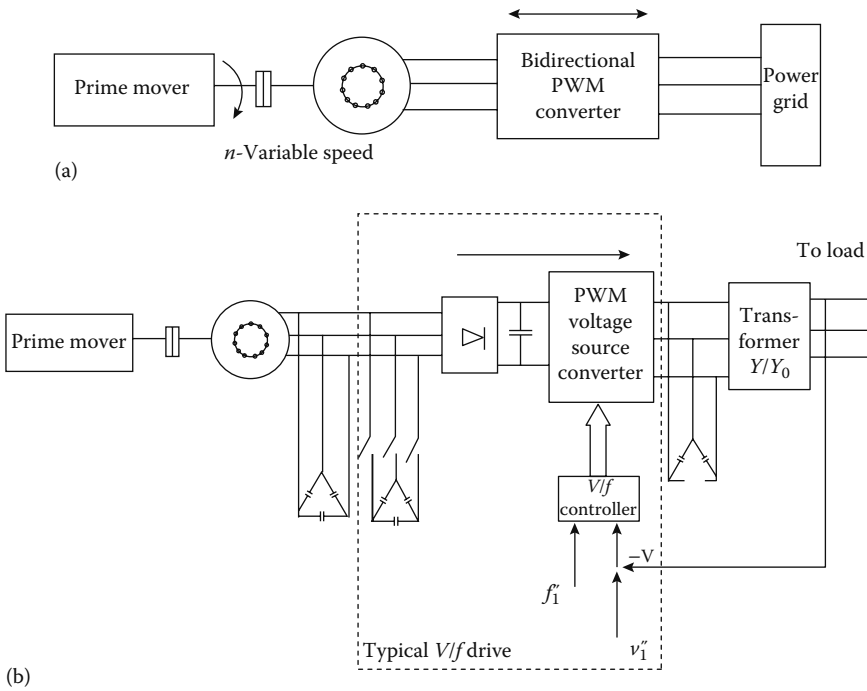 Prime mover
n-Variable speed
Bidirectional
PWM
converter
Power
grid
(a)
Prime mover
PWM
voltage
source
converter
To load
Trans-
former
Y/Y0
V/f
controller
–V
f1″
v1″
Typical V/f drive
(b)